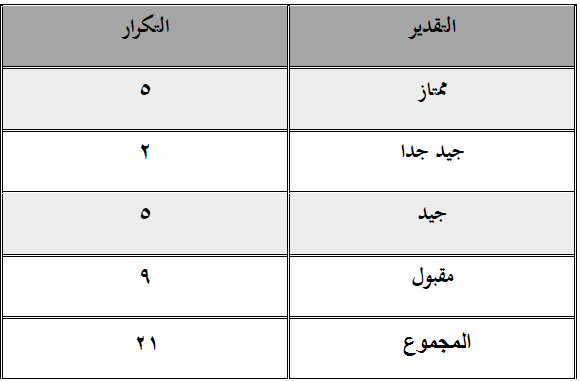 التقدير التكرار
ممتاز ٥
جيد جدا ٢
جيد ٥
مقبول ٩
المجموع ٢١